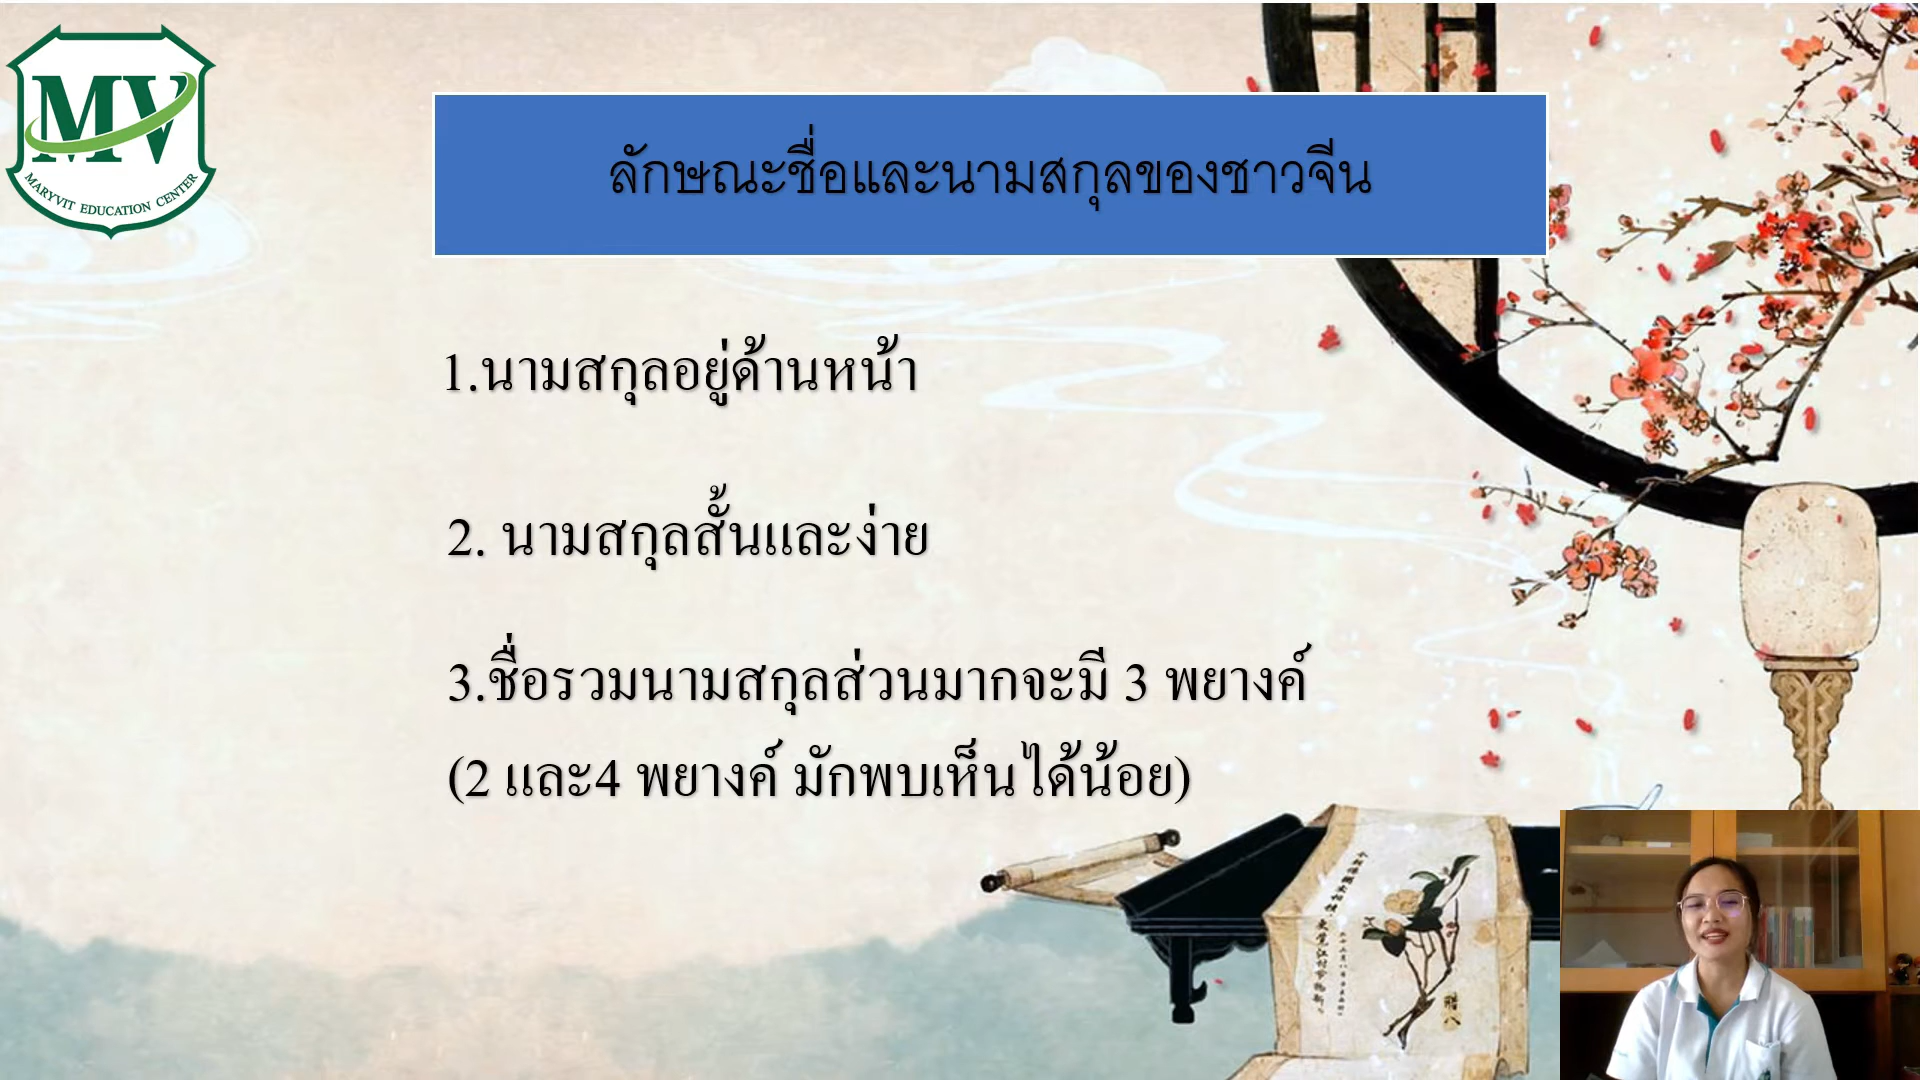 MV
MARYVIT EDUCATION CENTER
ลักษณะชื่อและนามสกุลของชาวจีน
1.นามสกุลอยู่ด้านหน้า
2. นามสกุลสั้นและง่าย
3.ชื่อรวมนามสกุลส่วนมากจะมี 3 พยางค์
(2 และ4 พยางค์ มักพบเห็นได้น้อย)
腊八